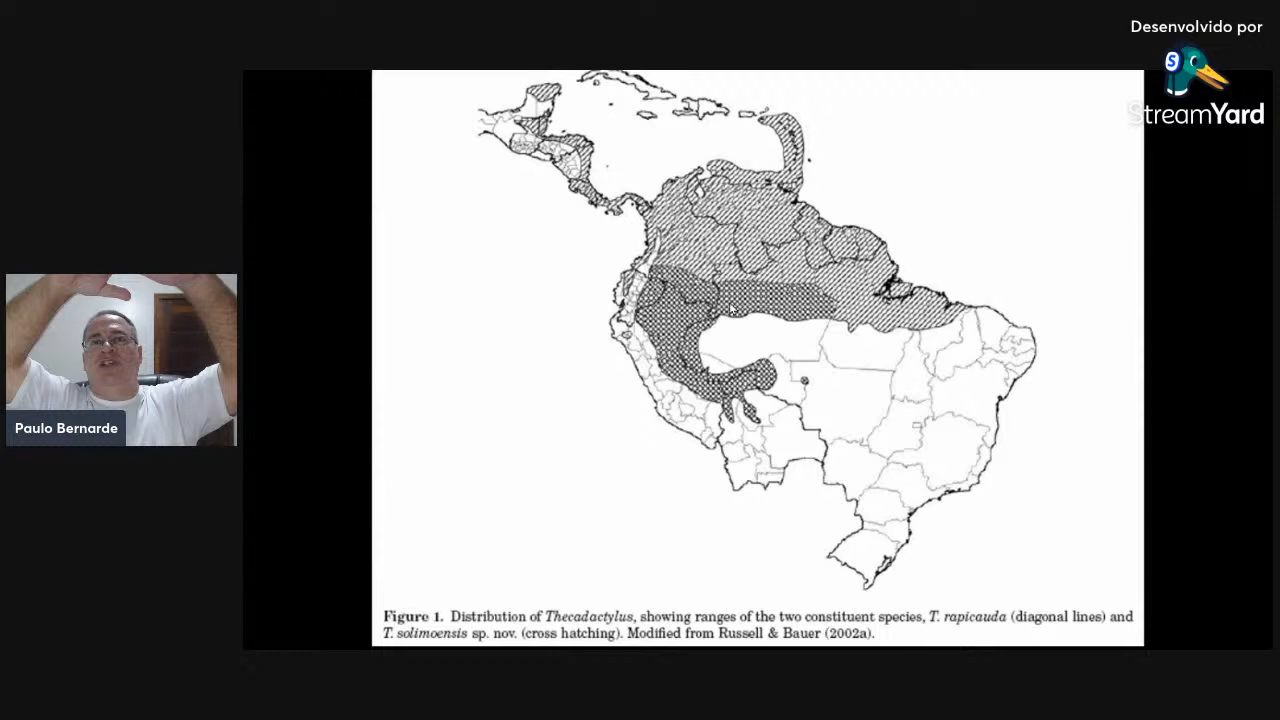 Desenvolvido por
StreamYard
Paulo Bernarde
Figure 1. Distribution of Thecadactylus, showing ranges of the two constituent species, T. rapicauda (diagonal lines) and
T. solimoensis sp. nov. (cross hatching). Modified from Russell & Bauer (2002a).